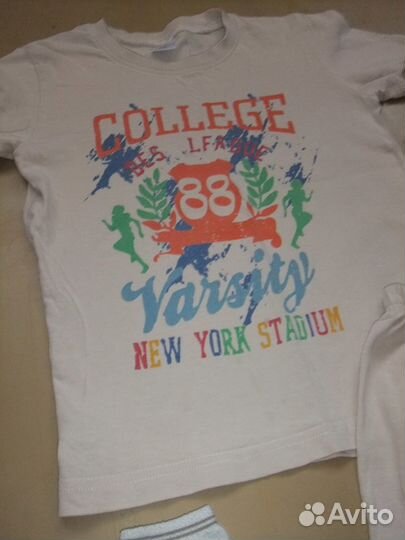 COLLEGE
88
Varsity
NEW YORK STADIUM
Avito